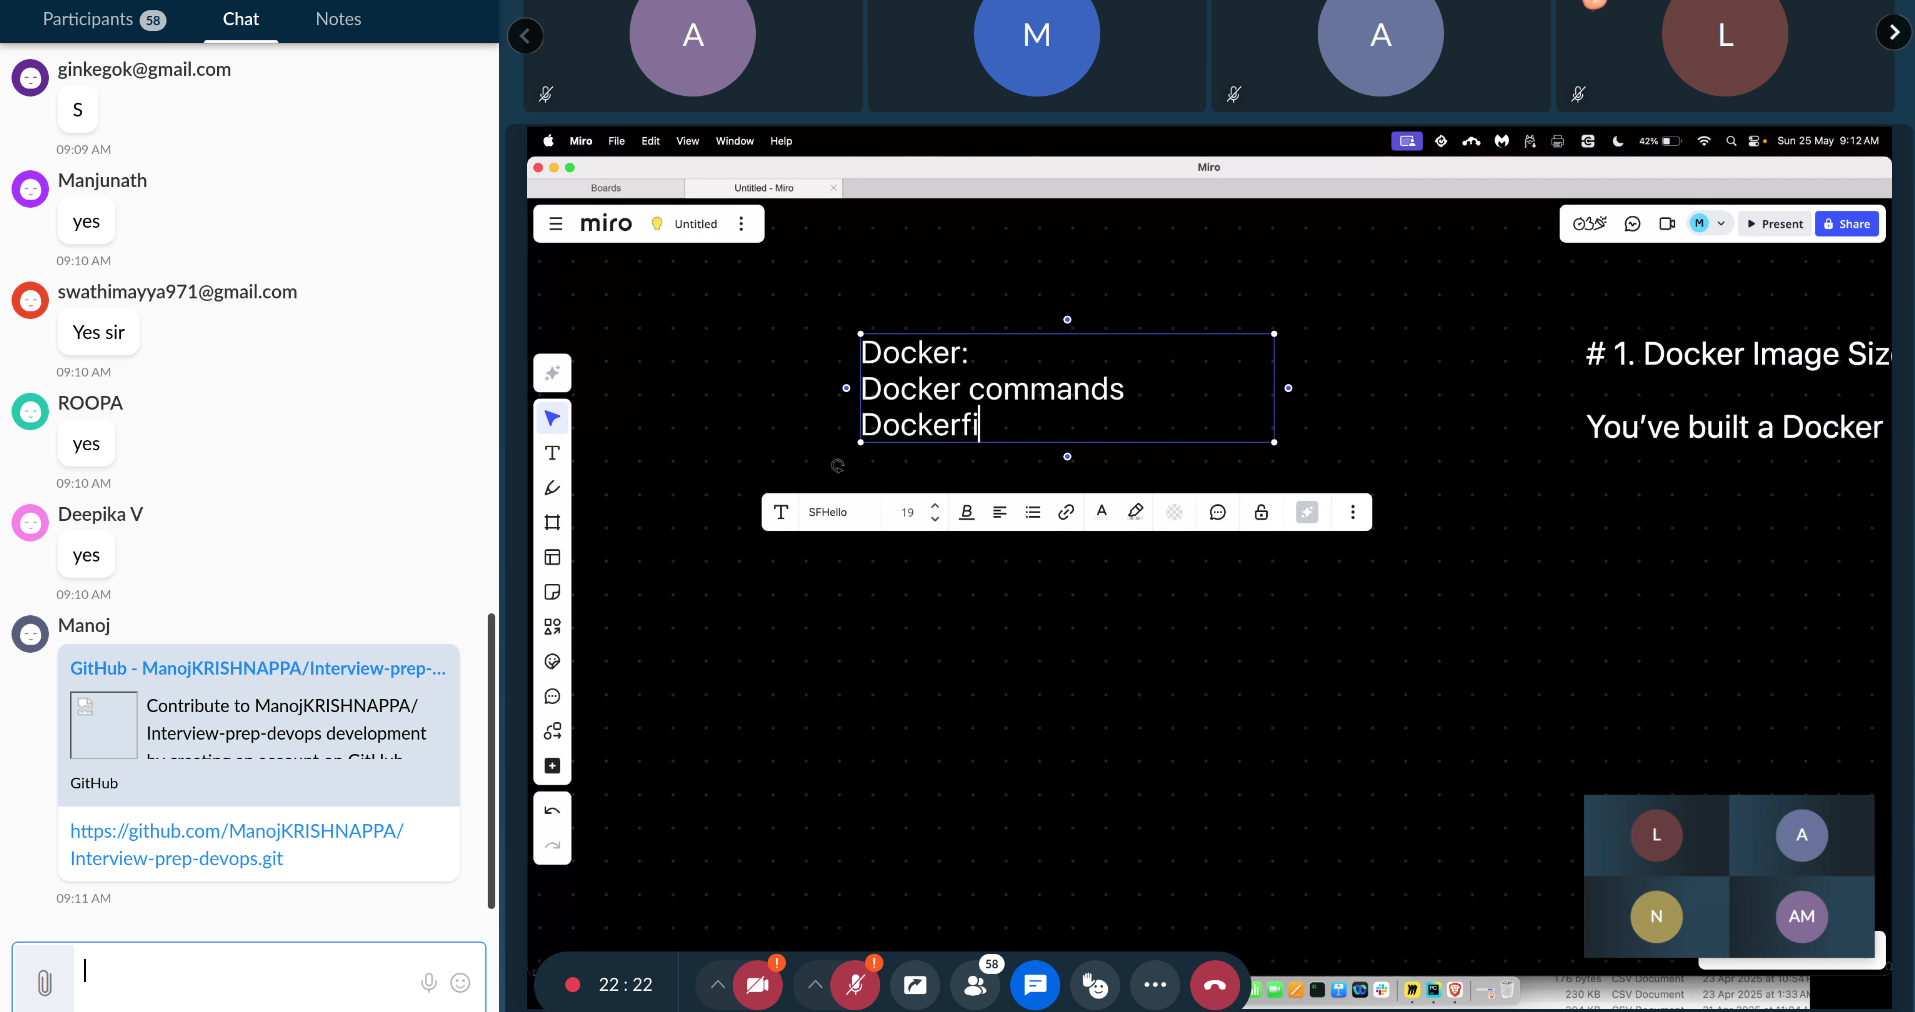 Participants 58 Chat Notes
ginkegok@gmail.com
S
09:09 AM
Manjunath
yes
09:10 AM
swathimayya971@gmail.com
Yes sir
09:10 AM
ROOPA
yes
09:10 AM
Deepika V
yes
09:10 AM
Manoj
GitHub - ManojKRISHNAPPA/Interview-prep-...
Contribute to ManojKRISHNAPPA/
Interview-prep-devops development
by creating an account on GitHub
GitHub
https://github.com/ManojKRISHNAPPA/
Interview-prep-devops.git
09:11 AM
A M A L
Miro File Edit View Window Help 42% Sun 25 May 9:12 AM
Miro
Boards Untitled - Miro
miro Untitled M Present Share
Docker:
Docker commands
Dockerfi
# 1. Docker Image Siz
You've built a Docker
T SFHello 19 B A
L A
N AM
22 : 22 58
176 bytes CSV Document 23 Apr 2025 at 10:54
230 KB CSV Document 23 Apr 2025 at 1:33 AM